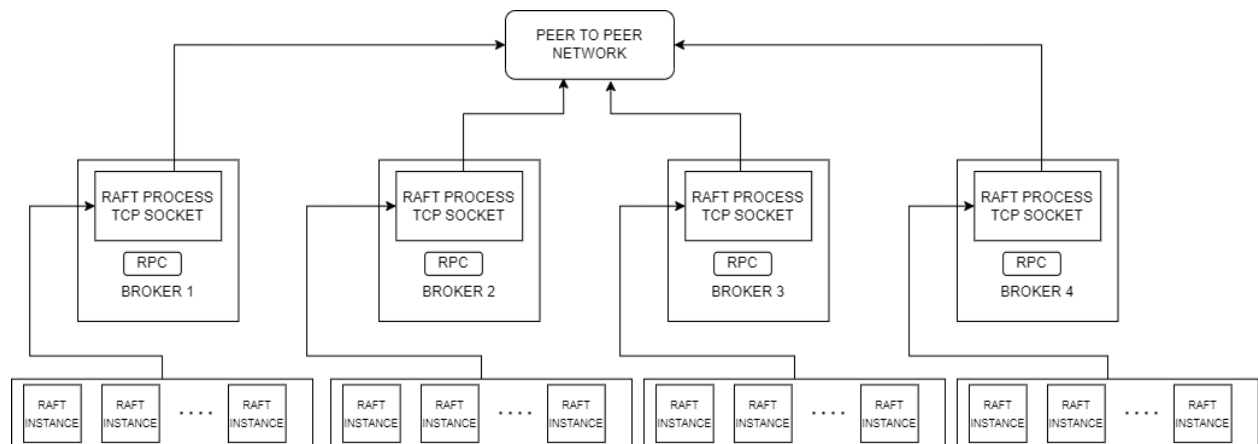 PEER TO PEER
NETWORK
RAFT PROCESS
TCP SOCKET
RPC
BROKER 1
RAFT PROCESS
TCP SOCKET
RPC
BROKER 2
RAFT PROCESS
TCP SOCKET
RPC
BROKER 3
RAFT PROCESS
TCP SOCKET
RPC
BROKER 4
RAFT
INSTANCE
RAFT
INSTANCE
....
RAFT
INSTANCE
RAFT
INSTANCE
RAFT
INSTANCE
....
RAFT
INSTANCE
RAFT
INSTANCE
RAFT
INSTANCE
....
RAFT
INSTANCE
RAFT
INSTANCE
RAFT
INSTANCE
....
RAFT
INSTANCE